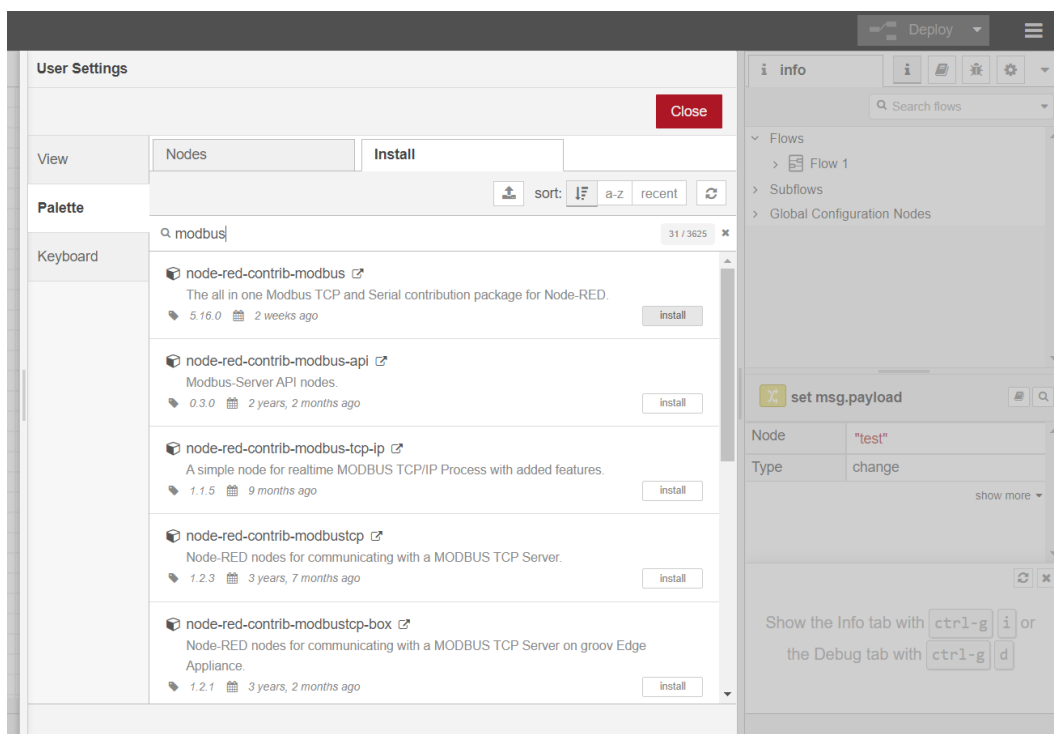 Deploy
User Settings
Close
View
Palette
Keyboard
Nodes
Install
sort: a-z recent
modbus
31 / 3625
node-red-contrib-modbus
The all in one Modbus TCP and Serial contribution package for Node-RED.
5.16.0 2 weeks ago
install
node-red-contrib-modbus-api
Modbus-Server API nodes.
0.3.0 2 years, 2 months ago
install
node-red-contrib-modbus-tcp-ip
A simple node for realtime MODBUS TCP/IP Process with added features.
1.1.5 9 months ago
install
node-red-contrib-modbustcp
Node-RED nodes for communicating with a MODBUS TCP Server.
1.2.3 3 years, 7 months ago
install
node-red-contrib-modbustcp-box
Node-RED nodes for communicating with a MODBUS TCP Server on groov Edge
Appliance.
1.2.1 3 years, 2 months ago
install
i info
i
Search flows
Flows
Flow 1
Subflows
Global Configuration Nodes
set msg.payload
Node "test"
Type change
show more
Show the Info tab with ctrl-g i or
the Debug tab with ctrl-g d